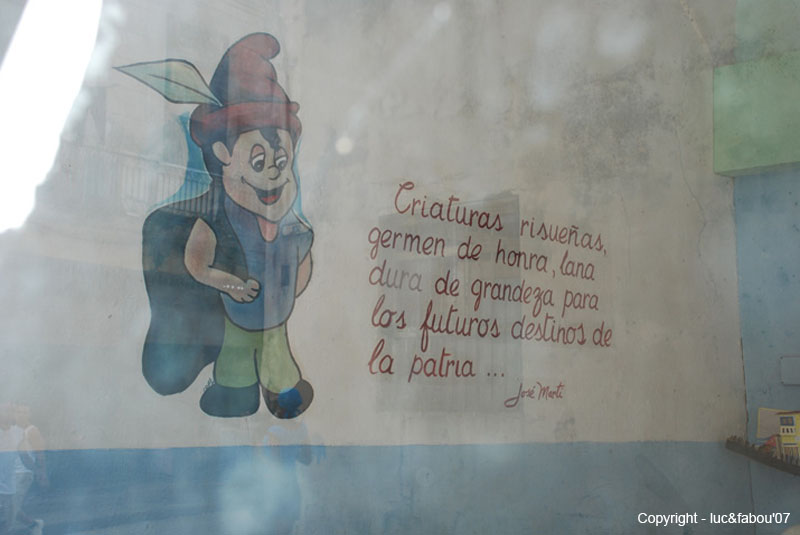 Criaturas risueñas,
germen de honra, lana
dura de grandeza para
los futuros destinos de
la patria ...
José Martí
Copyright - luc&fabou'07